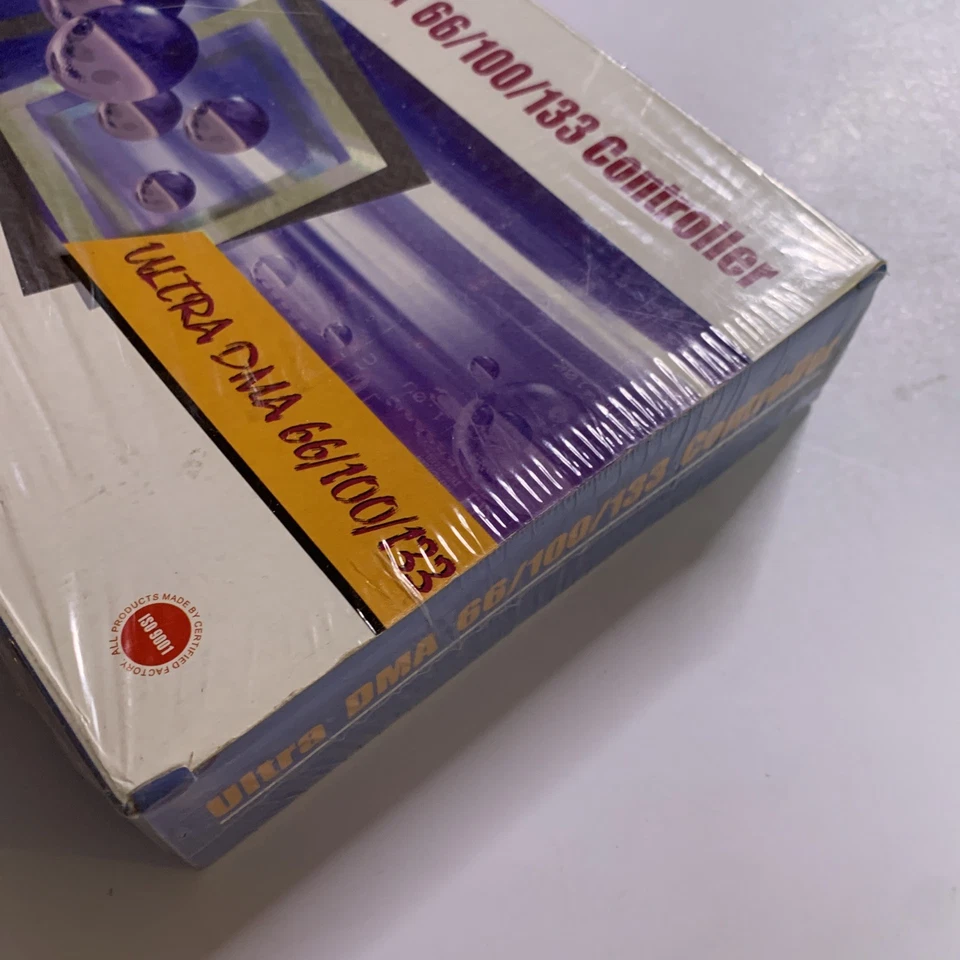 66/100/133 Controller
ULTRA DMA 66/100/133
ALL PRODUCTS MADE BY CERTIFIED FACTORY.
ISO 9001
Ultra DMA 66/100/133 Controller